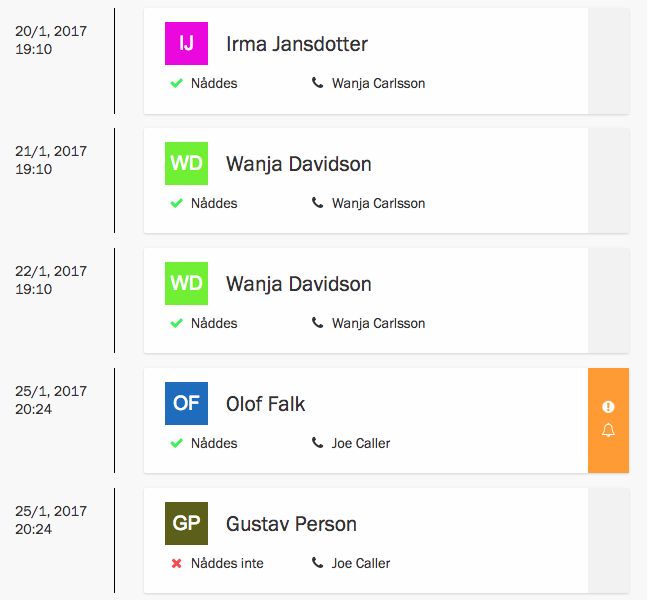 20/1, 2017
19:10
IJ
Irma Jansdotter
Nåddes
Wanja Carlsson
21/1, 2017
19:10
WD
Wanja Davidson
Nåddes
Wanja Carlsson
22/1, 2017
19:10
WD
Wanja Davidson
Nåddes
Wanja Carlsson
25/1, 2017
20:24
OF
Olof Falk
Nåddes
Joe Caller
25/1, 2017
20:24
GP
Gustav Person
Nåddes inte
Joe Caller